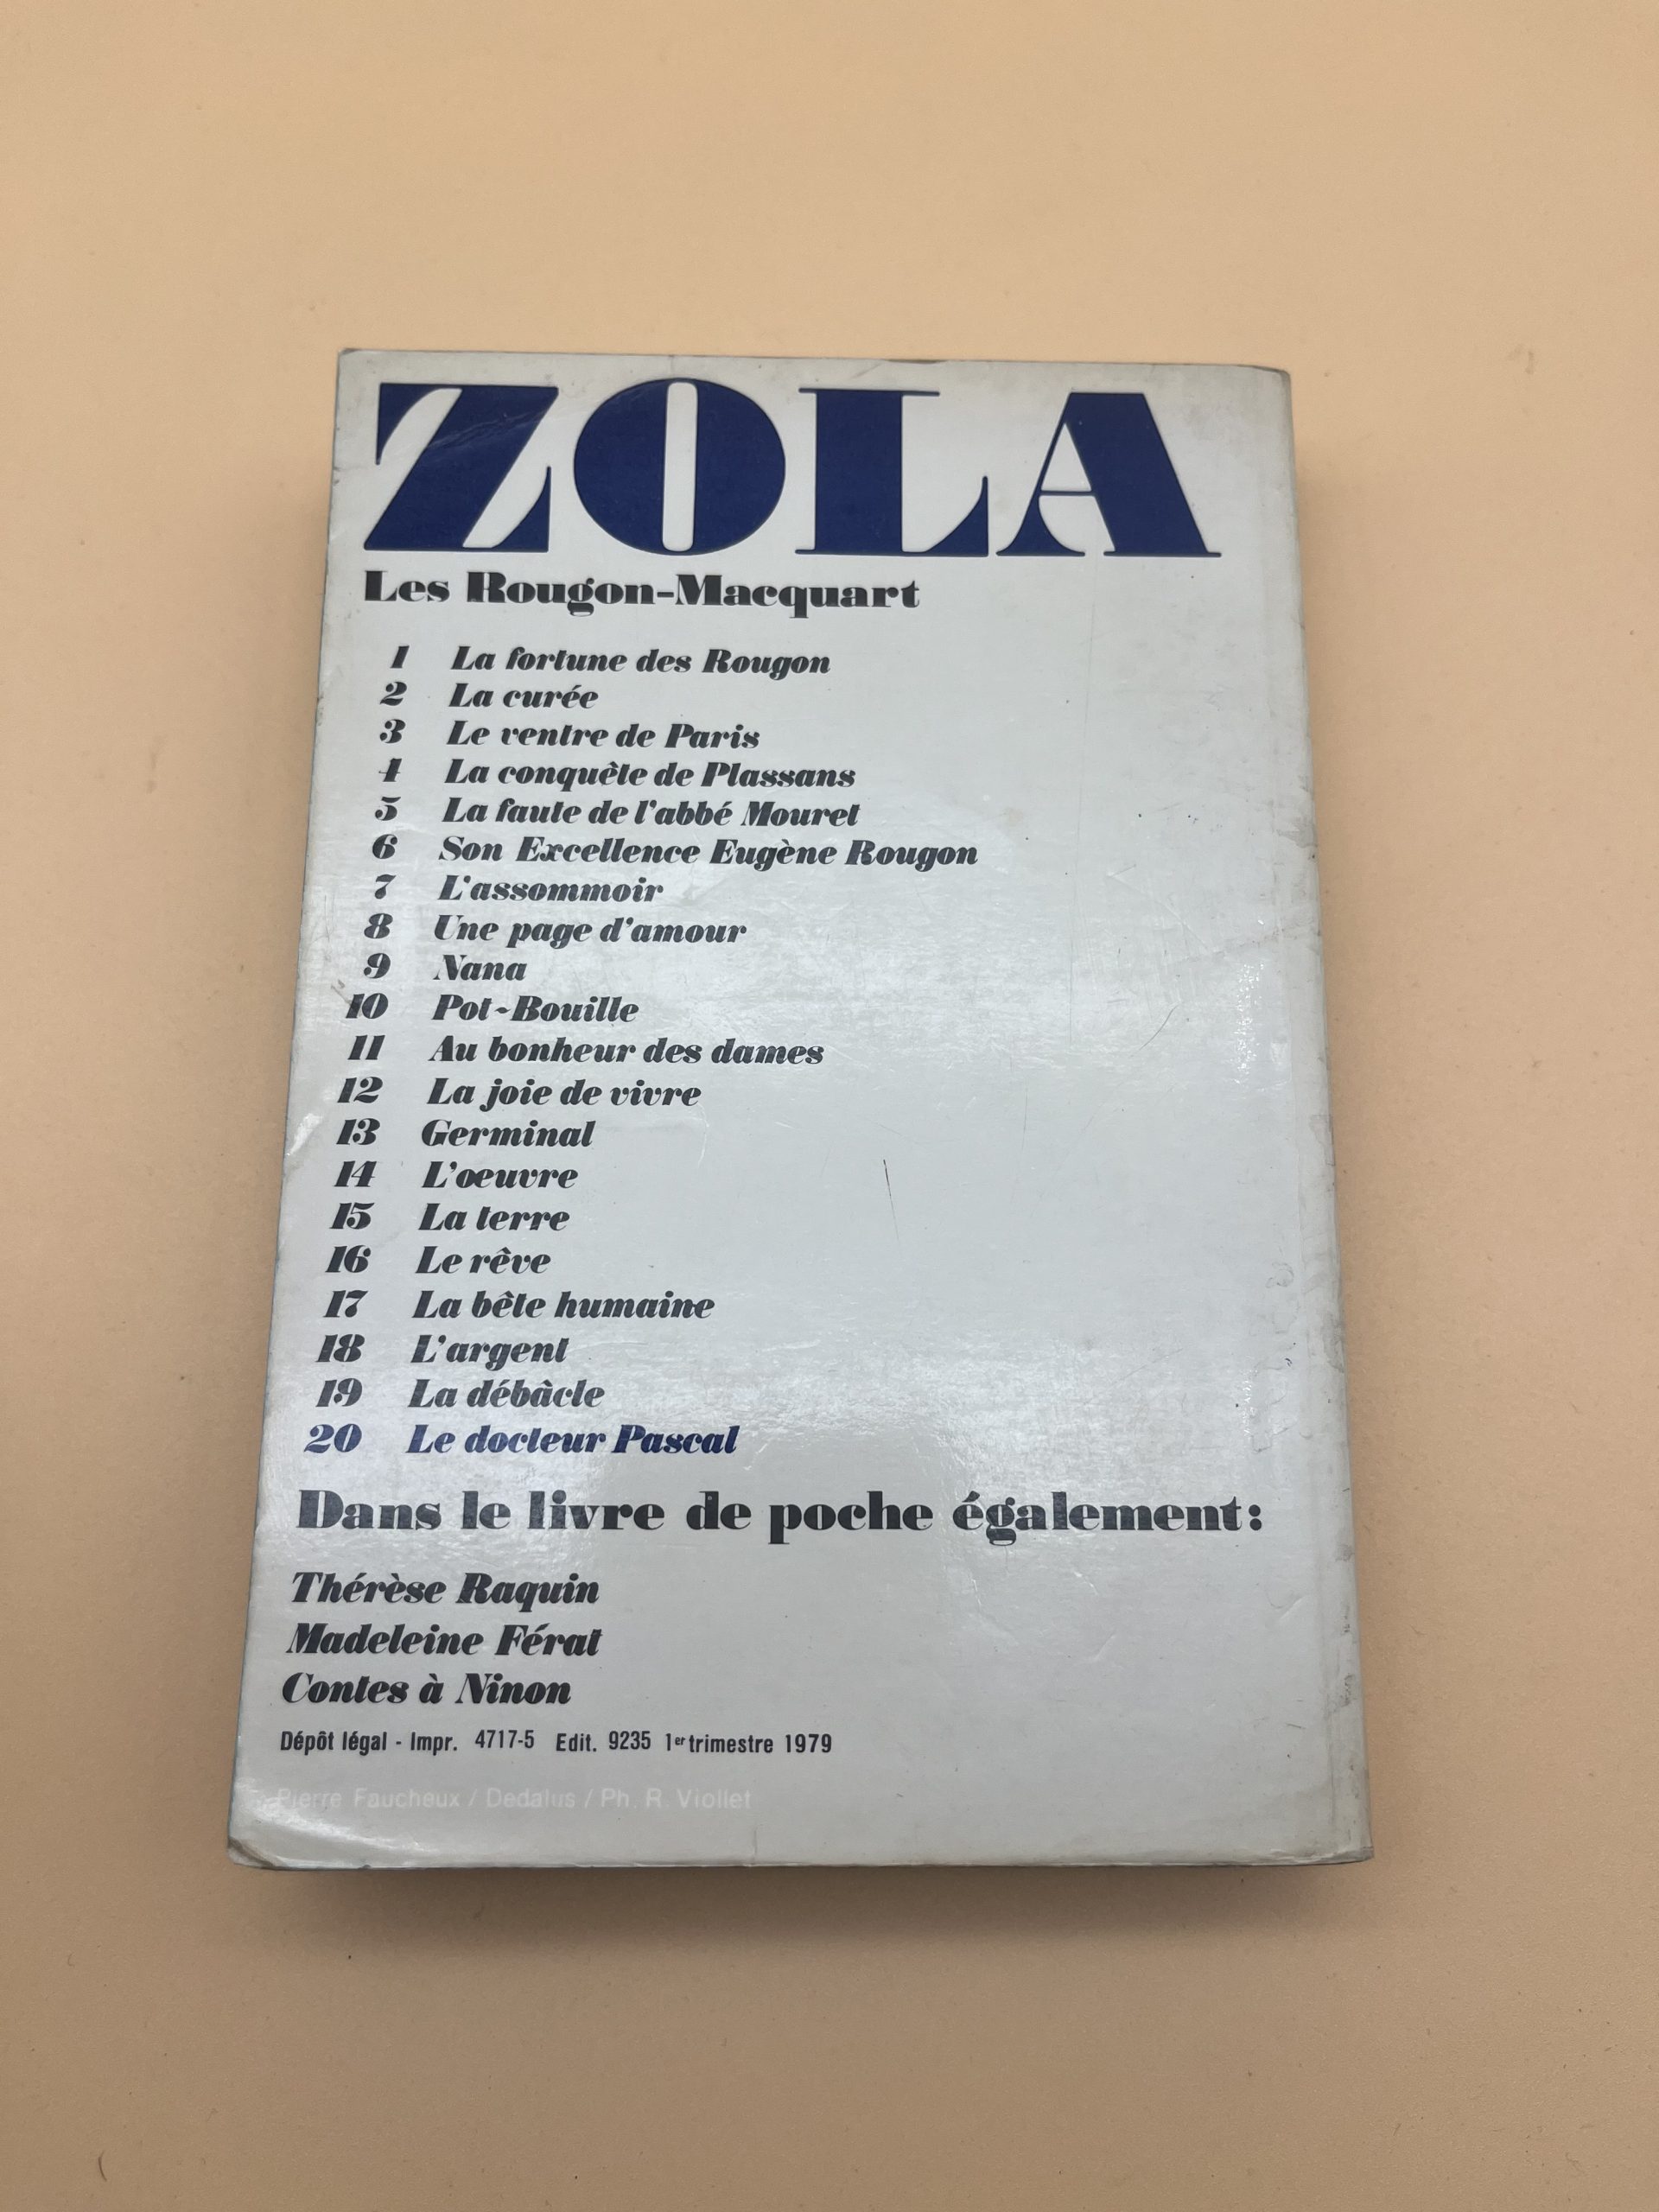 ZOLA
Les Rougon-Macquart
1 La fortune des Rougon
2 La curée
3 Le ventre de Paris
4 La conquête de Plassans
5 La faute de l'abbé Mouret
6 Son Excellence Eugène Rougon
7 L'assommoir
8 Une page d'amour
9 Nana
10 Pot-Bouille
11 Au bonheur des dames
12 La joie de vivre
13 Germinal
14 L'œuvre
15 La terre
16 Le rêve
17 La bête humaine
18 L'argent
19 La débâcle
20 Le docteur Pascal
Dans le livre de poche également:
Thérèse Raquin
Madeleine Férat
Contes à Ninon
Dépôt légal - Impr. 4717-5 Edit. 9235 1er trimestre 1979
Pierre Faucheux / Dedalus / Ph. R. Viollet